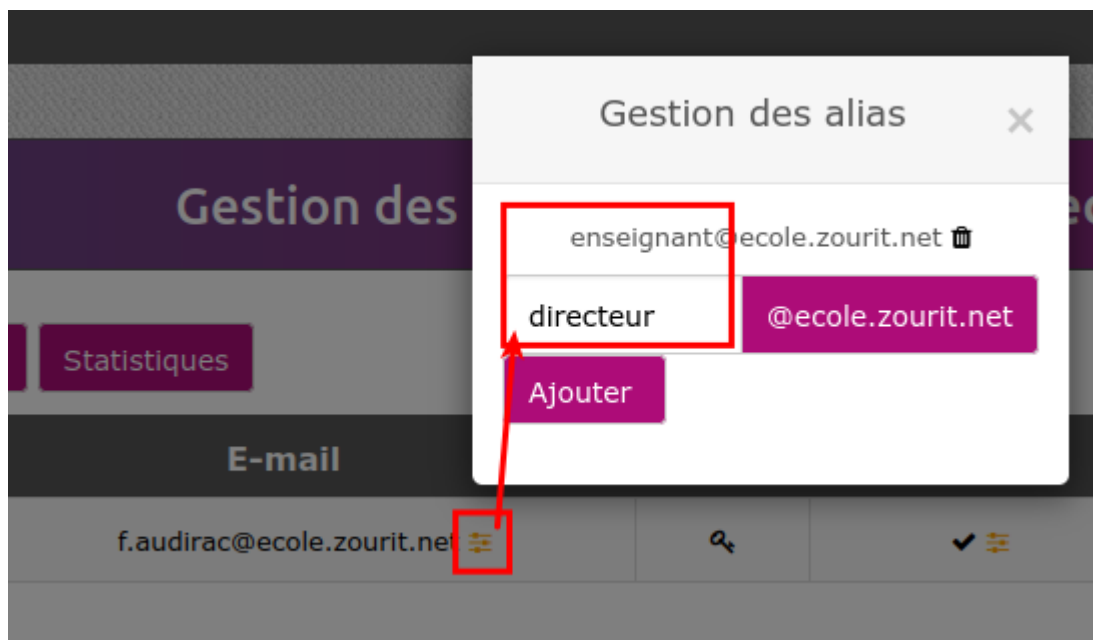 Gestion des alias ×
Gestion des
enseignant@ecole.zourit.net
directeur @ecole.zourit.net
Statistiques
Ajouter
E-mail
f.audirac@ecole.zourit.net